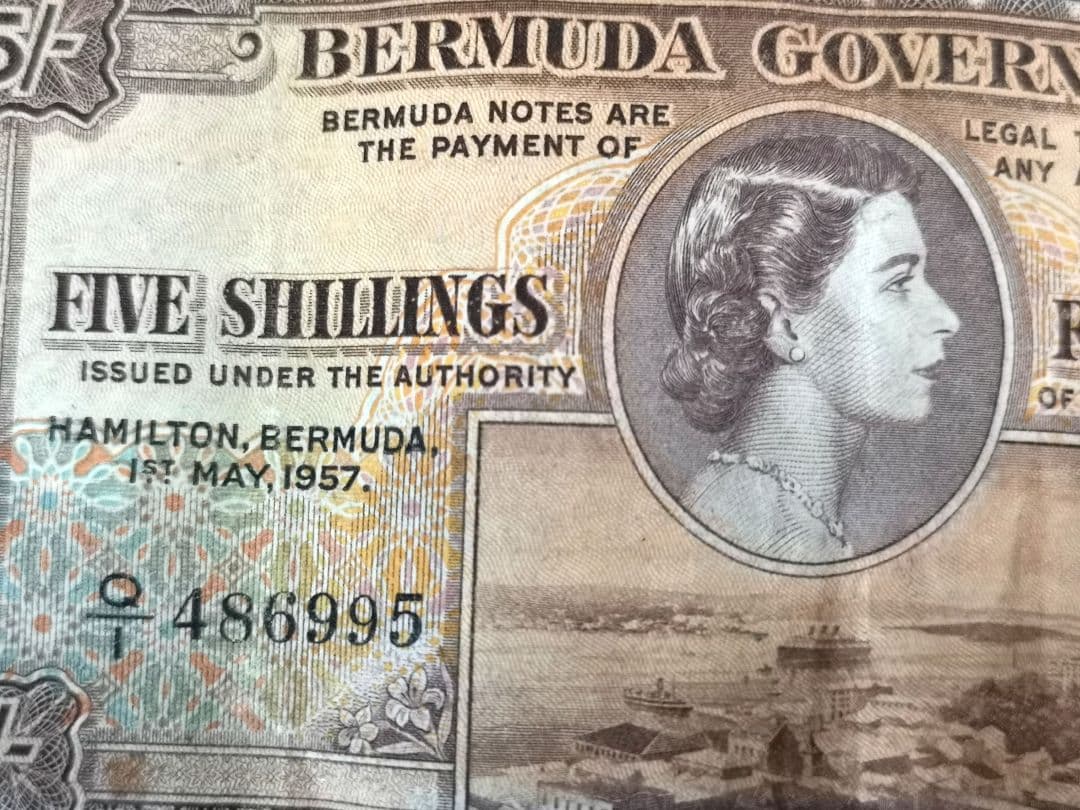 5/-
BERMUDA GOVERN
BERMUDA NOTES ARE
THE PAYMENT OF
LEGAL T
ANY A
FIVE SHILLINGS
R
ISSUED UNDER THE AUTHORITY
OF
HAMILTON, BERMUDA,
1ST MAY, 1957.
Q/1 486995
/-